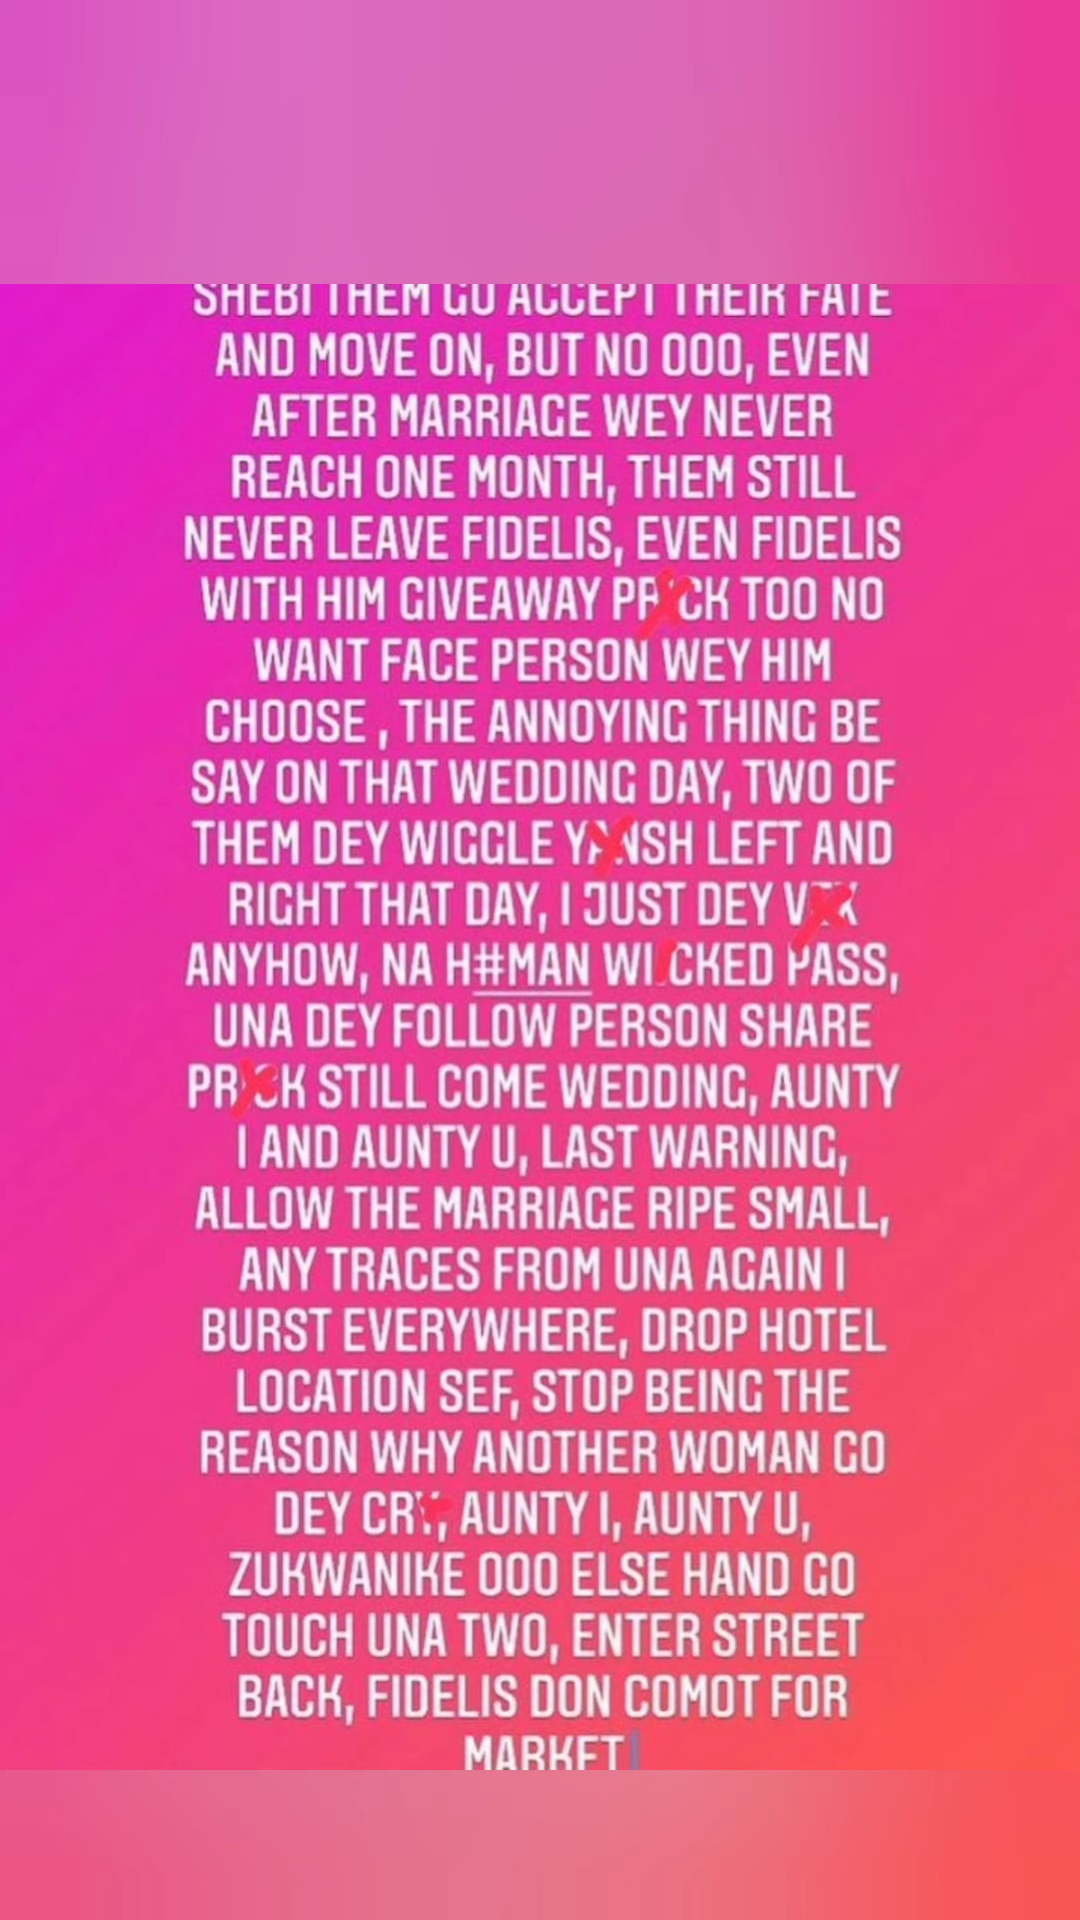 SHEBI THEM GO ACCEPT THEIR FATE
AND MOVE ON, BUT NO OOO, EVEN
AFTER MARRIAGE WEY NEVER
REACH ONE MONTH, THEM STILL
NEVER LEAVE FIDELIS, EVEN FIDELIS
WITH HIM GIVEAWAY PRICK TOO NO
WANT FACE PERSON WEY HIM
CHOOSE , THE ANNOYING THING BE
SAY ON THAT WEDDING DAY, TWO OF
THEM DEY WIGGLE YANSH LEFT AND
RIGHT THAT DAY, I JUST DEY VEX
ANYHOW, NA H#MAN WICKED PASS,
UNA DEY FOLLOW PERSON SHARE
PRICK STILL COME WEDDING, AUNTY
I AND AUNTY U, LAST WARNING,
ALLOW THE MARRIAGE RIPE SMALL,
ANY TRACES FROM UNA AGAIN I
BURST EVERYWHERE, DROP HOTEL
LOCATION SEF, STOP BEING THE
REASON WHY ANOTHER WOMAN GO
DEY CRY, AUNTY I, AUNTY U,
ZUKWANIKE OOO ELSE HAND GO
TOUCH UNA TWO, ENTER STREET
BACK, FIDELIS DON COMOT FOR
MARKET